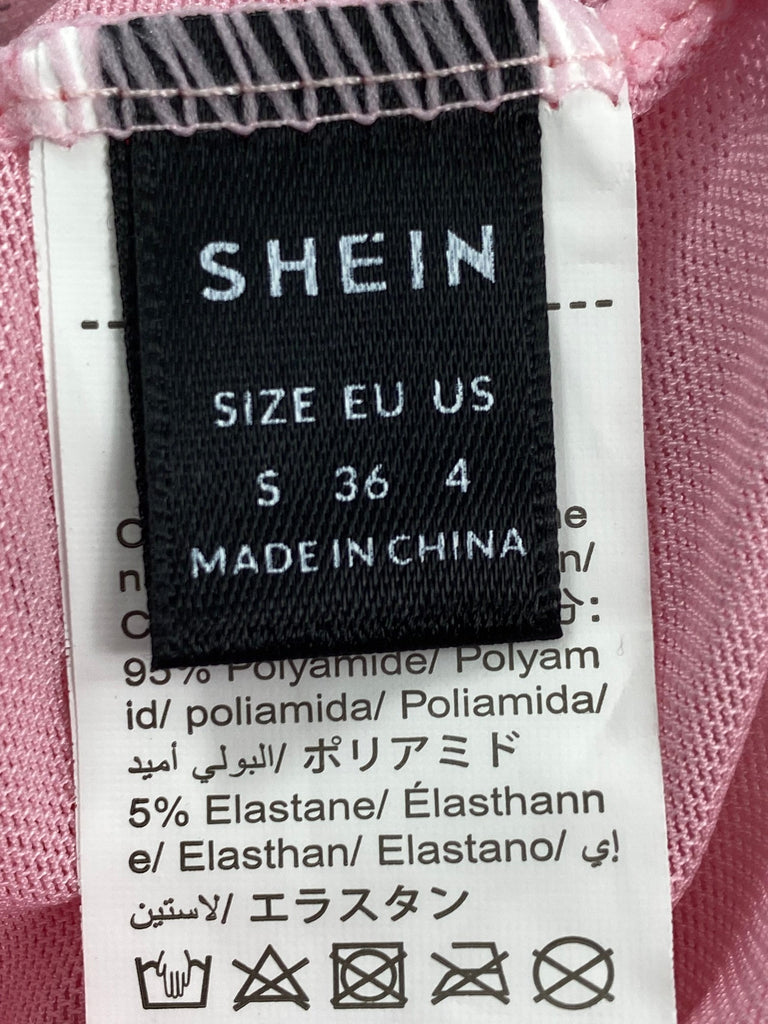 SHEIN
SIZE EU US
S 36 4
MADE IN CHINA
95% Polyamide/ Polyam
id/ poliamida/ Poliamida/
البولي أميد/ ポリアミド
5% Elastane/ Élasthann
e/ Elasthan/ Elastano/ إي
لاستين/ エラスタン